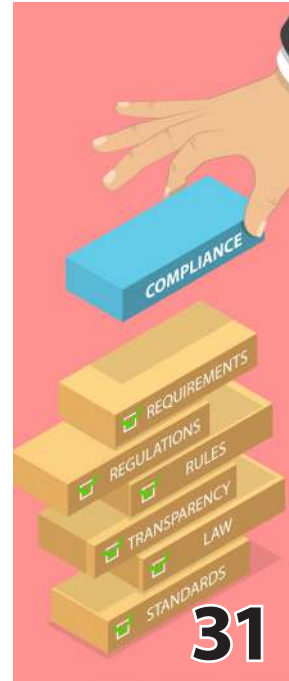 COMPLIANCE
REQUIREMENTS
REGULATIONS
RULES
TRANSPARENCY
LAW
STANDARDS
31